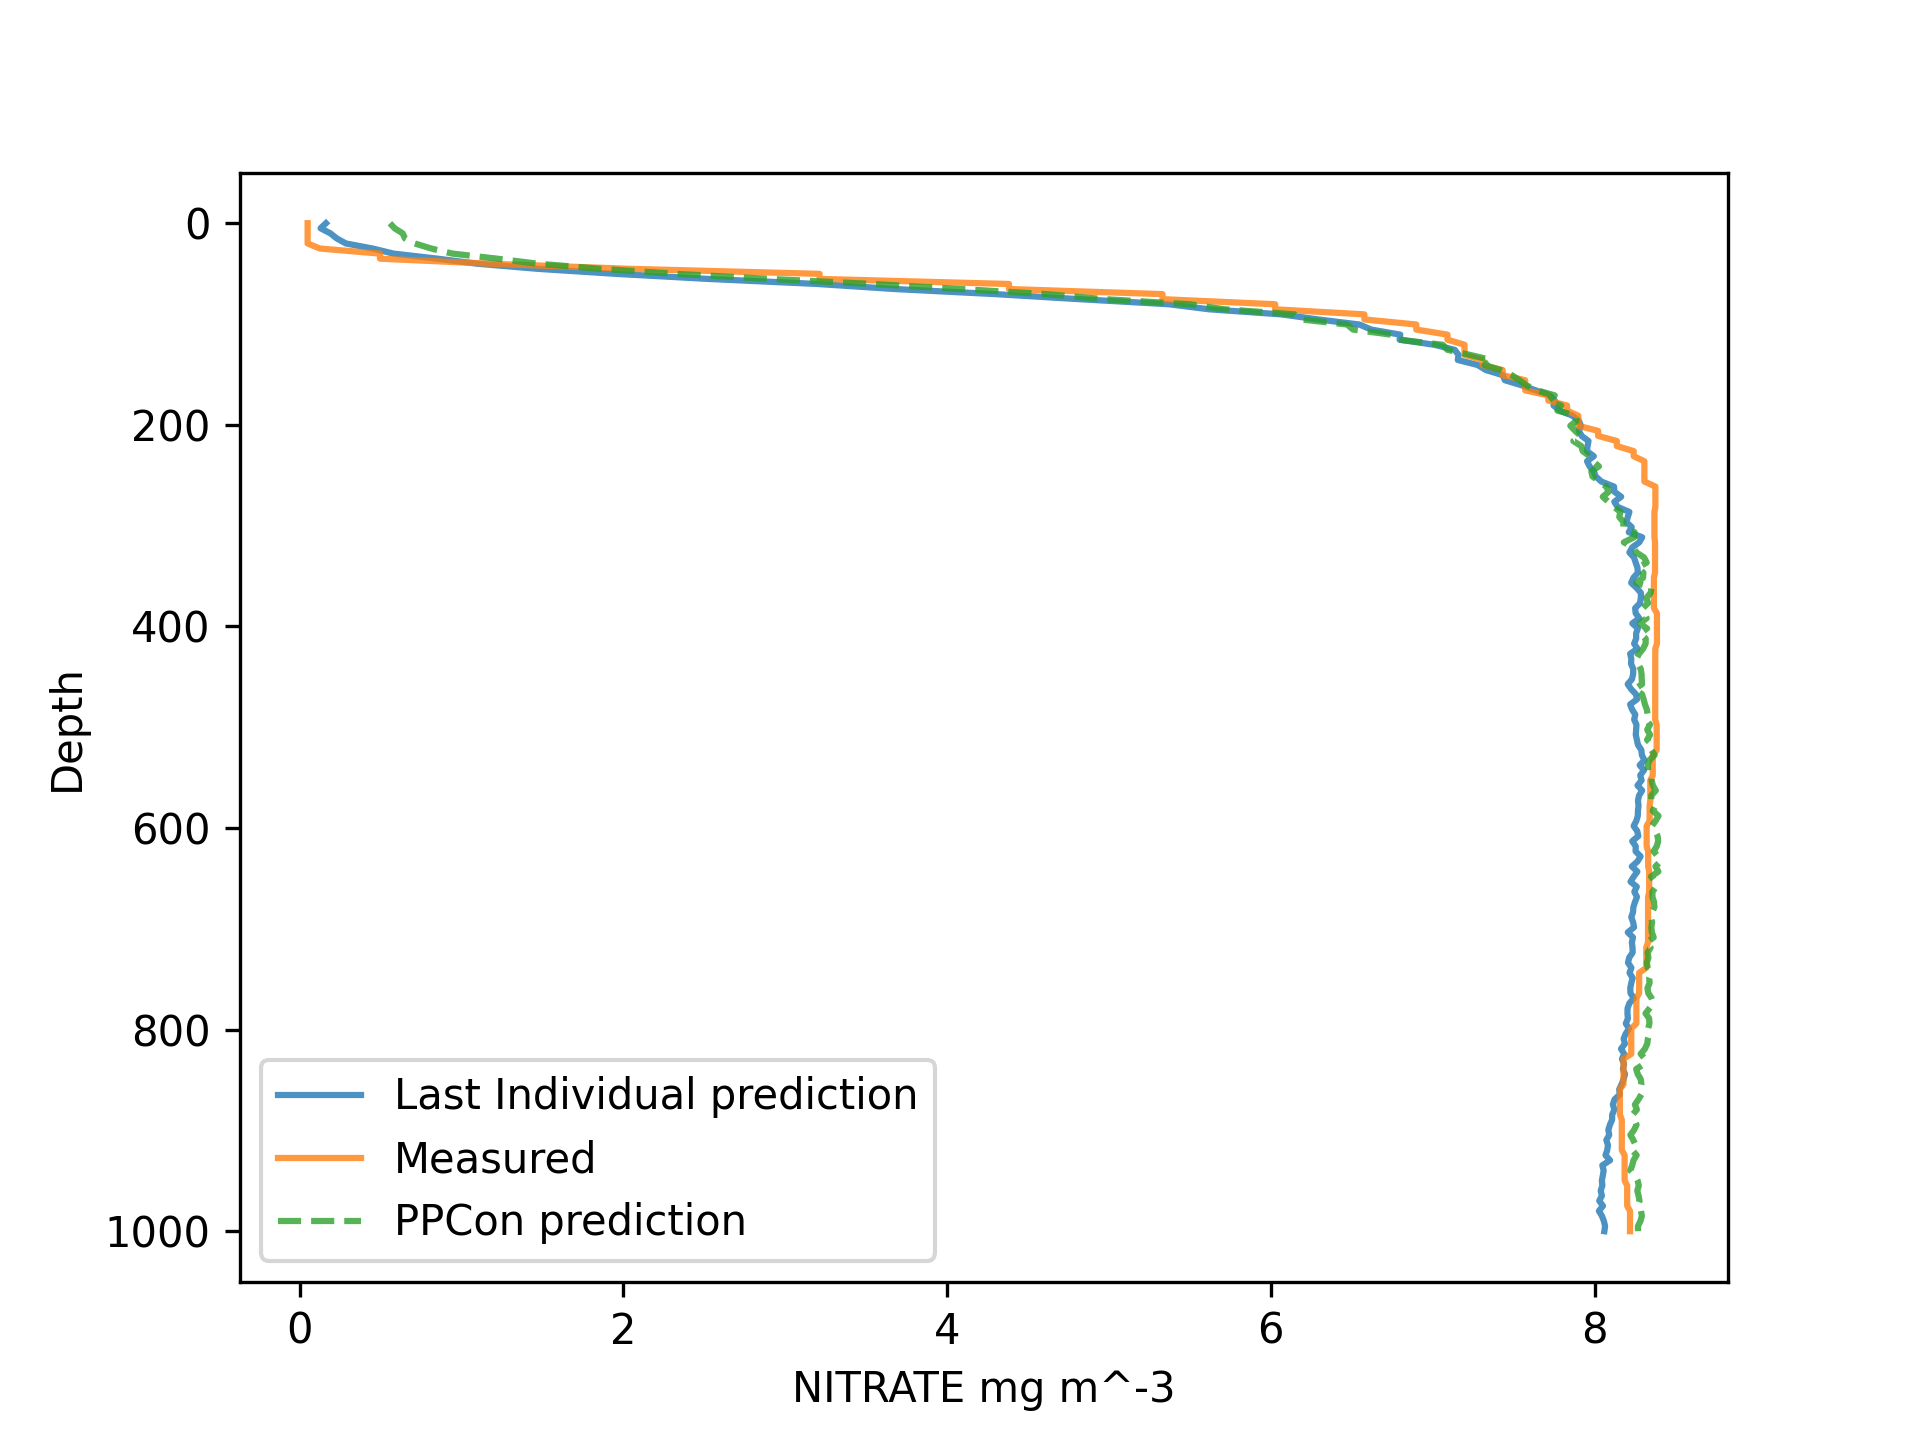 0
200
400
600
800
1000
Depth
Last Individual prediction
Measured
PPCon prediction
0 2 4 6 8
NITRATE mg m^-3